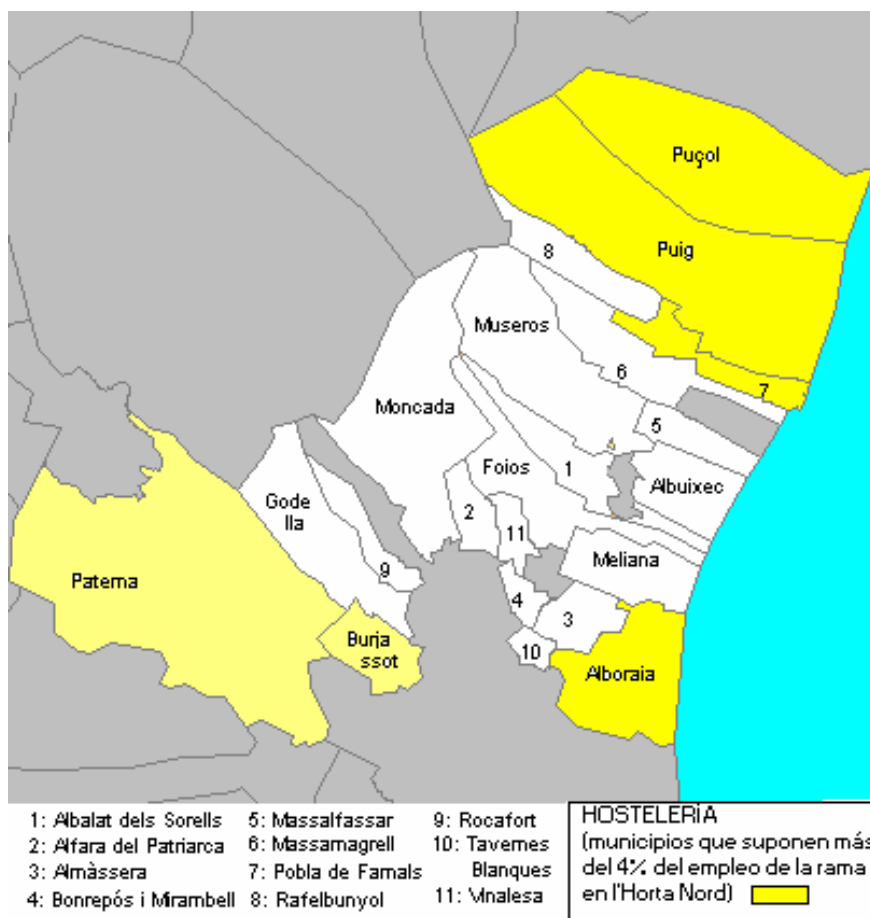 Puçol
Puig
8
Museros
6
7
Moncada
5
Foios
1
Albuixec
Gode
lla
2
11
Meliana
9
Paterna
4
3
Burja
ssot
10
Alboraia
1: Albalat dels Sorells
2: Alfara del Patriarca
3: Almàssera
4: Bonrepós i Mirambell
5: Massalfassar
6: Massamagrell
7: Pobla de Farnals
8: Rafelbunyol
9: Rocafort
10: Tavernes
Blanques
11: Vinalesa
HOSTELERIA
(municipios que suponen más
del 4% del empleo de la rama
en l'Horta Nord)